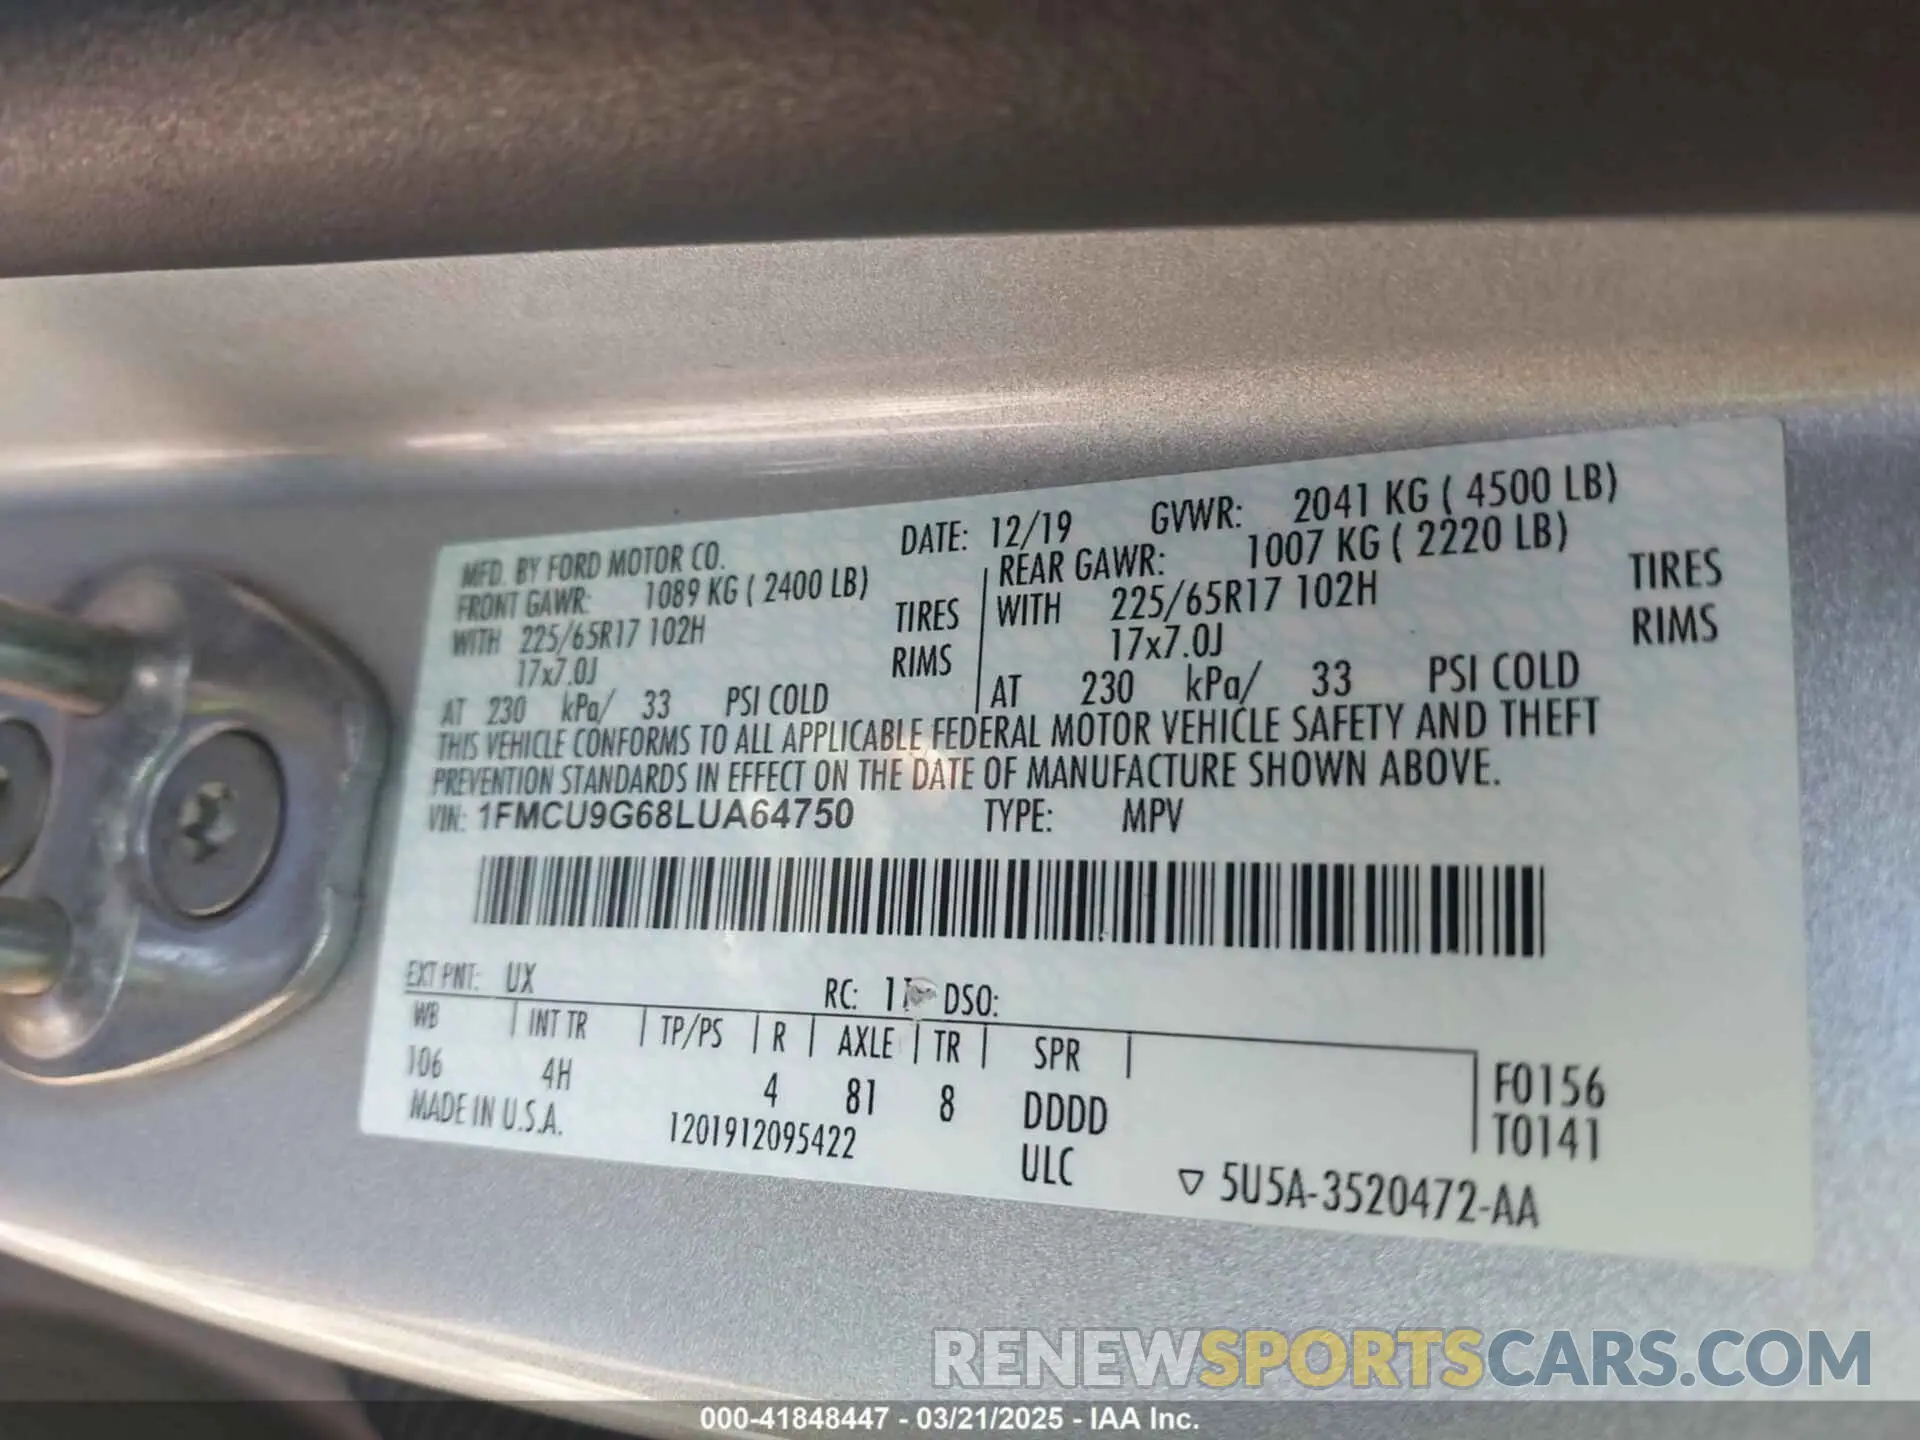 MFD. BY FORD MOTOR CO. DATE: 12/19 GVWR: 2041 KG ( 4500 LB)
FRONT GAWR: 1089 KG ( 2400 LB) REAR GAWR: 1007 KG ( 2220 LB)
WITH 225/65R17 102H TIRES WITH 225/65R17 102H TIRES
17x7.0J RIMS 17x7.0J RIMS
AT 230 kPa/ 33 PSI COLD AT 230 kPa/ 33 PSI COLD
THIS VEHICLE CONFORMS TO ALL APPLICABLE FEDERAL MOTOR VEHICLE SAFETY AND THEFT
PREVENTION STANDARDS IN EFFECT ON THE DATE OF MANUFACTURE SHOWN ABOVE.
VIN: 1FMCU9G68LUA64750 TYPE: MPV
EXT PNT: UX RC: DSO:
WB INT TR TP/PS R AXLE TR SPR
106 4H 4 81 8 DDDD F0156
MADE IN U.S.A. 1201912095422 ULC T0141
▽ 5U5A-3520472-AA
RENEWSPORTSCARS.COM
000-41848447 - 03/21/2025 - IAA Inc.